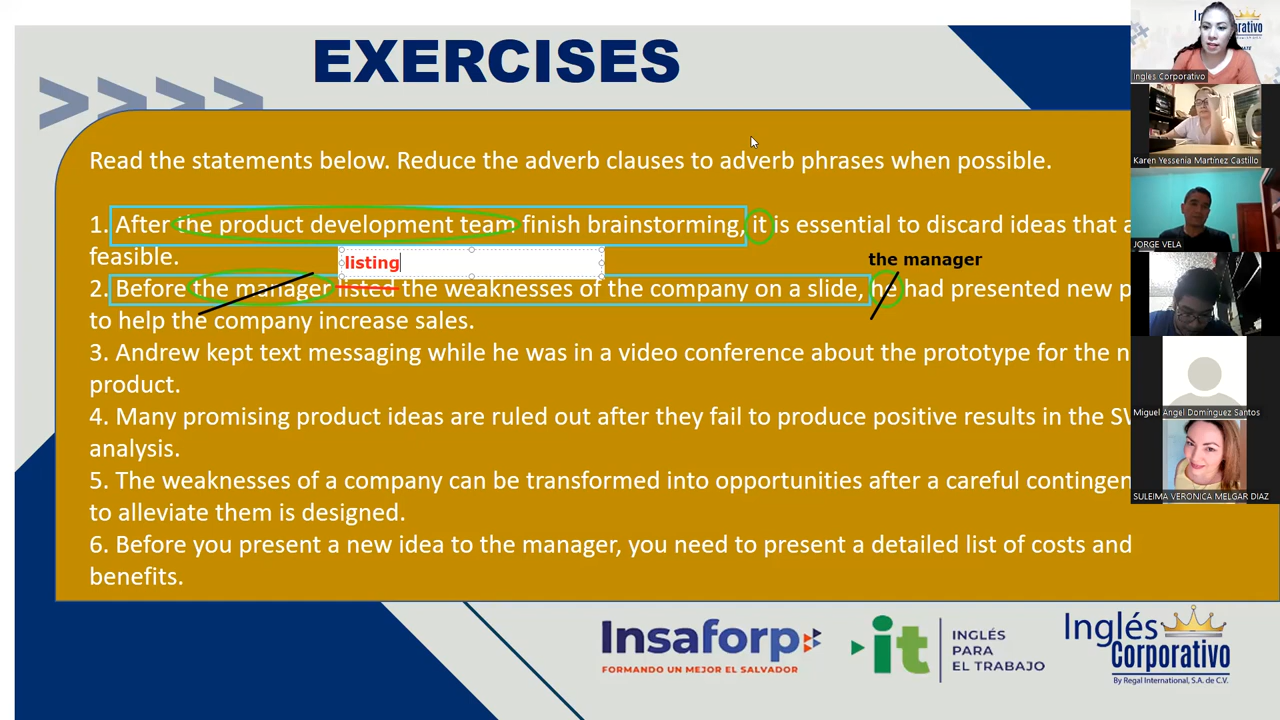 EXERCISES
Read the statements below. Reduce the adverb clauses to adverb phrases when possible.
1. After the product development team finish brainstorming, it is essential to discard ideas that
feasible.
listing
the manager
2. Before the manager listed the weaknesses of the company on a slide, he had presented new
to help the company increase sales.
3. Andrew kept text messaging while he was in a video conference about the prototype for the
product.
4. Many promising product ideas are ruled out after they fail to produce positive results in the
analysis.
5. The weaknesses of a company can be transformed into opportunities after a careful
to alleviate them is designed.
6. Before you present a new idea to the manager, you need to present a detailed list of costs and
benefits.
Insaforp
FORMANDO UN MEJOR EL SALVADOR
it
INGLÉS
PARA
EL TRABAJO
Inglés
Corporativo
By Regal International, S.A. de C.V.
Ingles Corporativo
Karen Yessenia Martinez Castillo
JORGE VELA
Miguel Angel Domínguez Santos
SULEIMA VERONICA MELGAR DIAZ